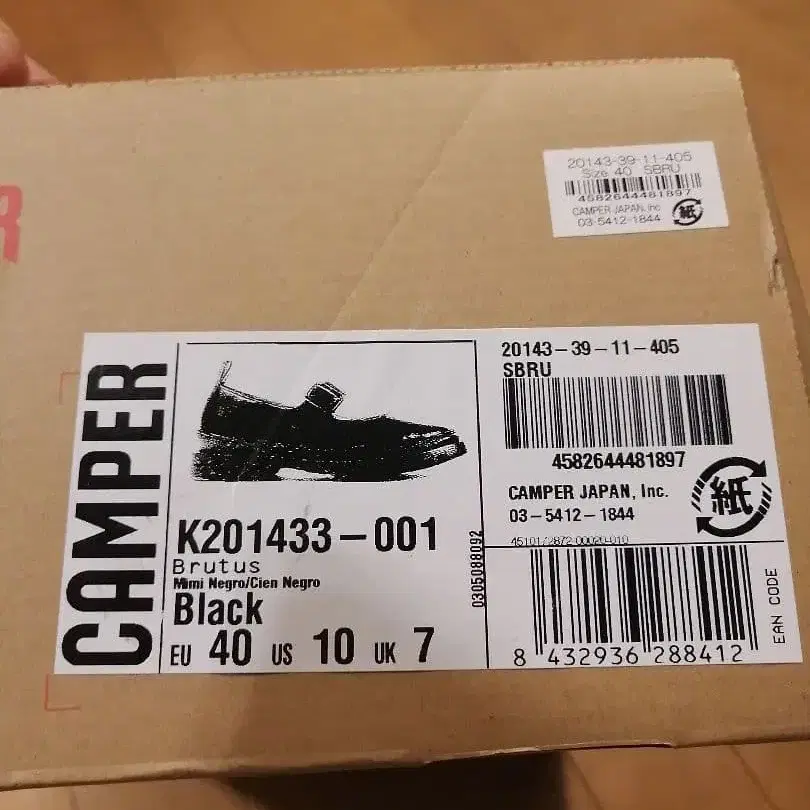 R
20143-39-11-405
Size 40 SBRU
4582644481897
CAMPER JAPAN, Inc
03-5412-1844
紙
CAMPER
K201433-001
Brutus
Mimi Negro/Cien Negro
Black
EU 40 US 10 UK 7
0305088092
20143-39-11-405
SBRU
4582644481897
CAMPER JAPAN, Inc.
03-5412-1844
紙
8 432936 288412
EAN CODE